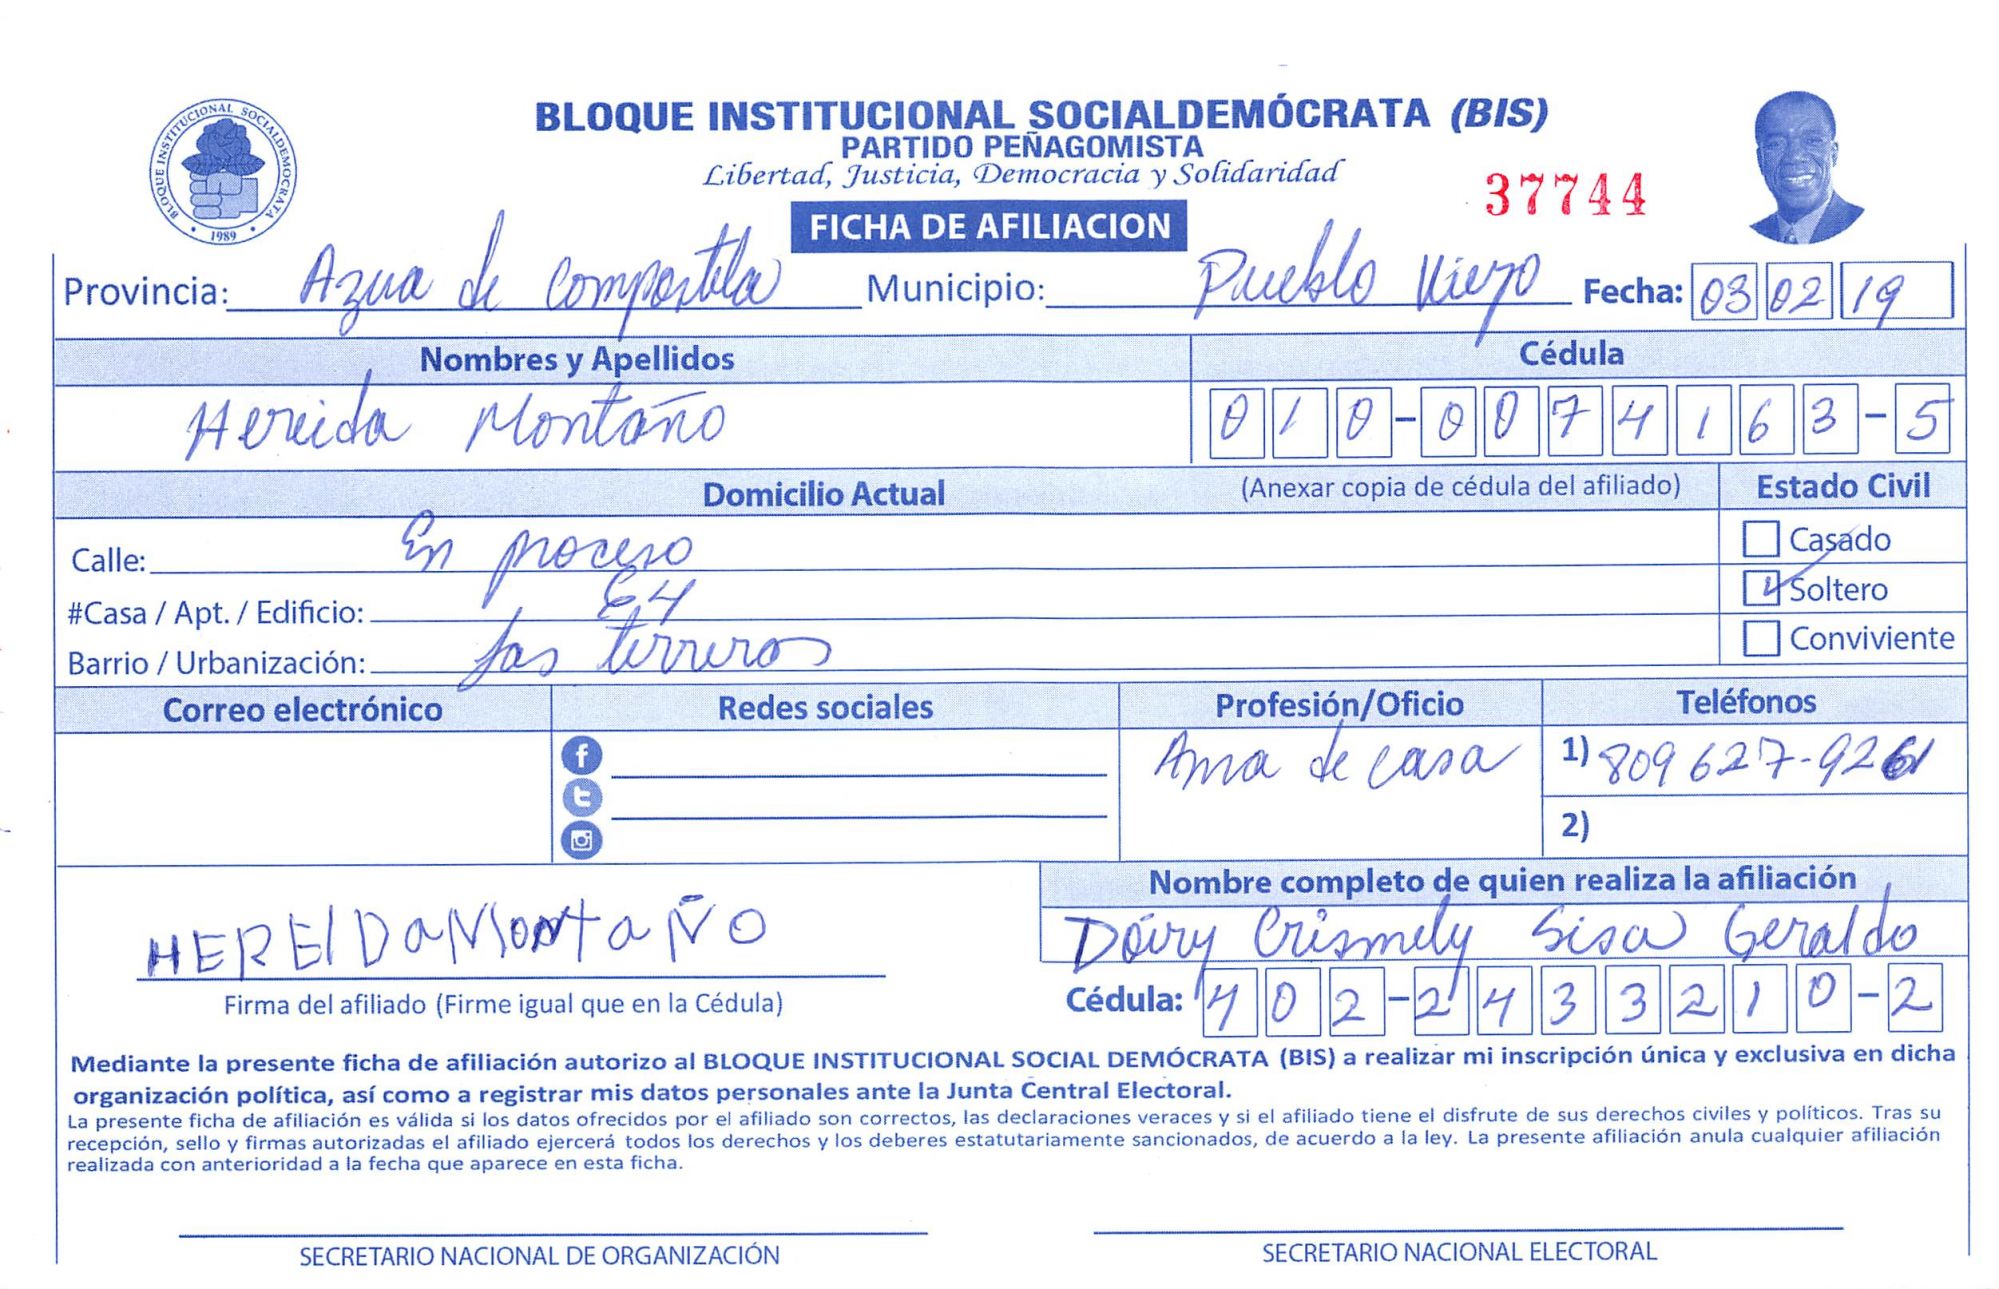 BLOQUE INSTITUCIONAL SOCIALDEMOCRATA
1989
BLOQUE INSTITUCIONAL SOCIALDEMÓCRATA (BIS)
PARTIDO PEÑAGOMISTA
Libertad, Justicia, Democracia y Solidaridad
37744
FICHA DE AFILIACION
Provincia: Azua de Compostela Municipio: Pueblo Viejo Fecha: 03 02 19
Nombres y Apellidos Cédula
Hereida Montaño 010-0074163-5
Domicilio Actual (Anexar copia de cédula del afiliado) Estado Civil
Calle: En proceso Casado
#Casa / Apt. / Edificio: E4 Soltero
Barrio / Urbanización: Las terreros Conviviente
Correo electrónico Redes sociales Profesión/Oficio Teléfonos
Ama de casa 1) 809 627-9261
2)
Nombre completo de quien realiza la afiliación
HEREIDA MontaÑO Dóiry Crismely Sisa Geraldo
Firma del afiliado (Firme igual que en la Cédula) Cédula: 402-2433210-2
Mediante la presente ficha de afiliación autorizo al BLOQUE INSTITUCIONAL SOCIAL DEMÓCRATA (BIS) a realizar mi inscripción única y exclusiva en dicha
organización política, así como a registrar mis datos personales ante la Junta Central Electoral.
La presente ficha de afiliación es válida si los datos ofrecidos por el afiliado son correctos, las declaraciones veraces y si el afiliado tiene el disfrute de sus derechos civiles y políticos. Tras su
recepción, sello y firmas autorizadas el afiliado ejercerá todos los derechos y los deberes estatutariamente sancionados, de acuerdo a la ley. La presente afiliación anula cualquier afiliación
realizada con anterioridad a la fecha que aparece en esta ficha.
SECRETARIO NACIONAL DE ORGANIZACIÓN SECRETARIO NACIONAL ELECTORAL